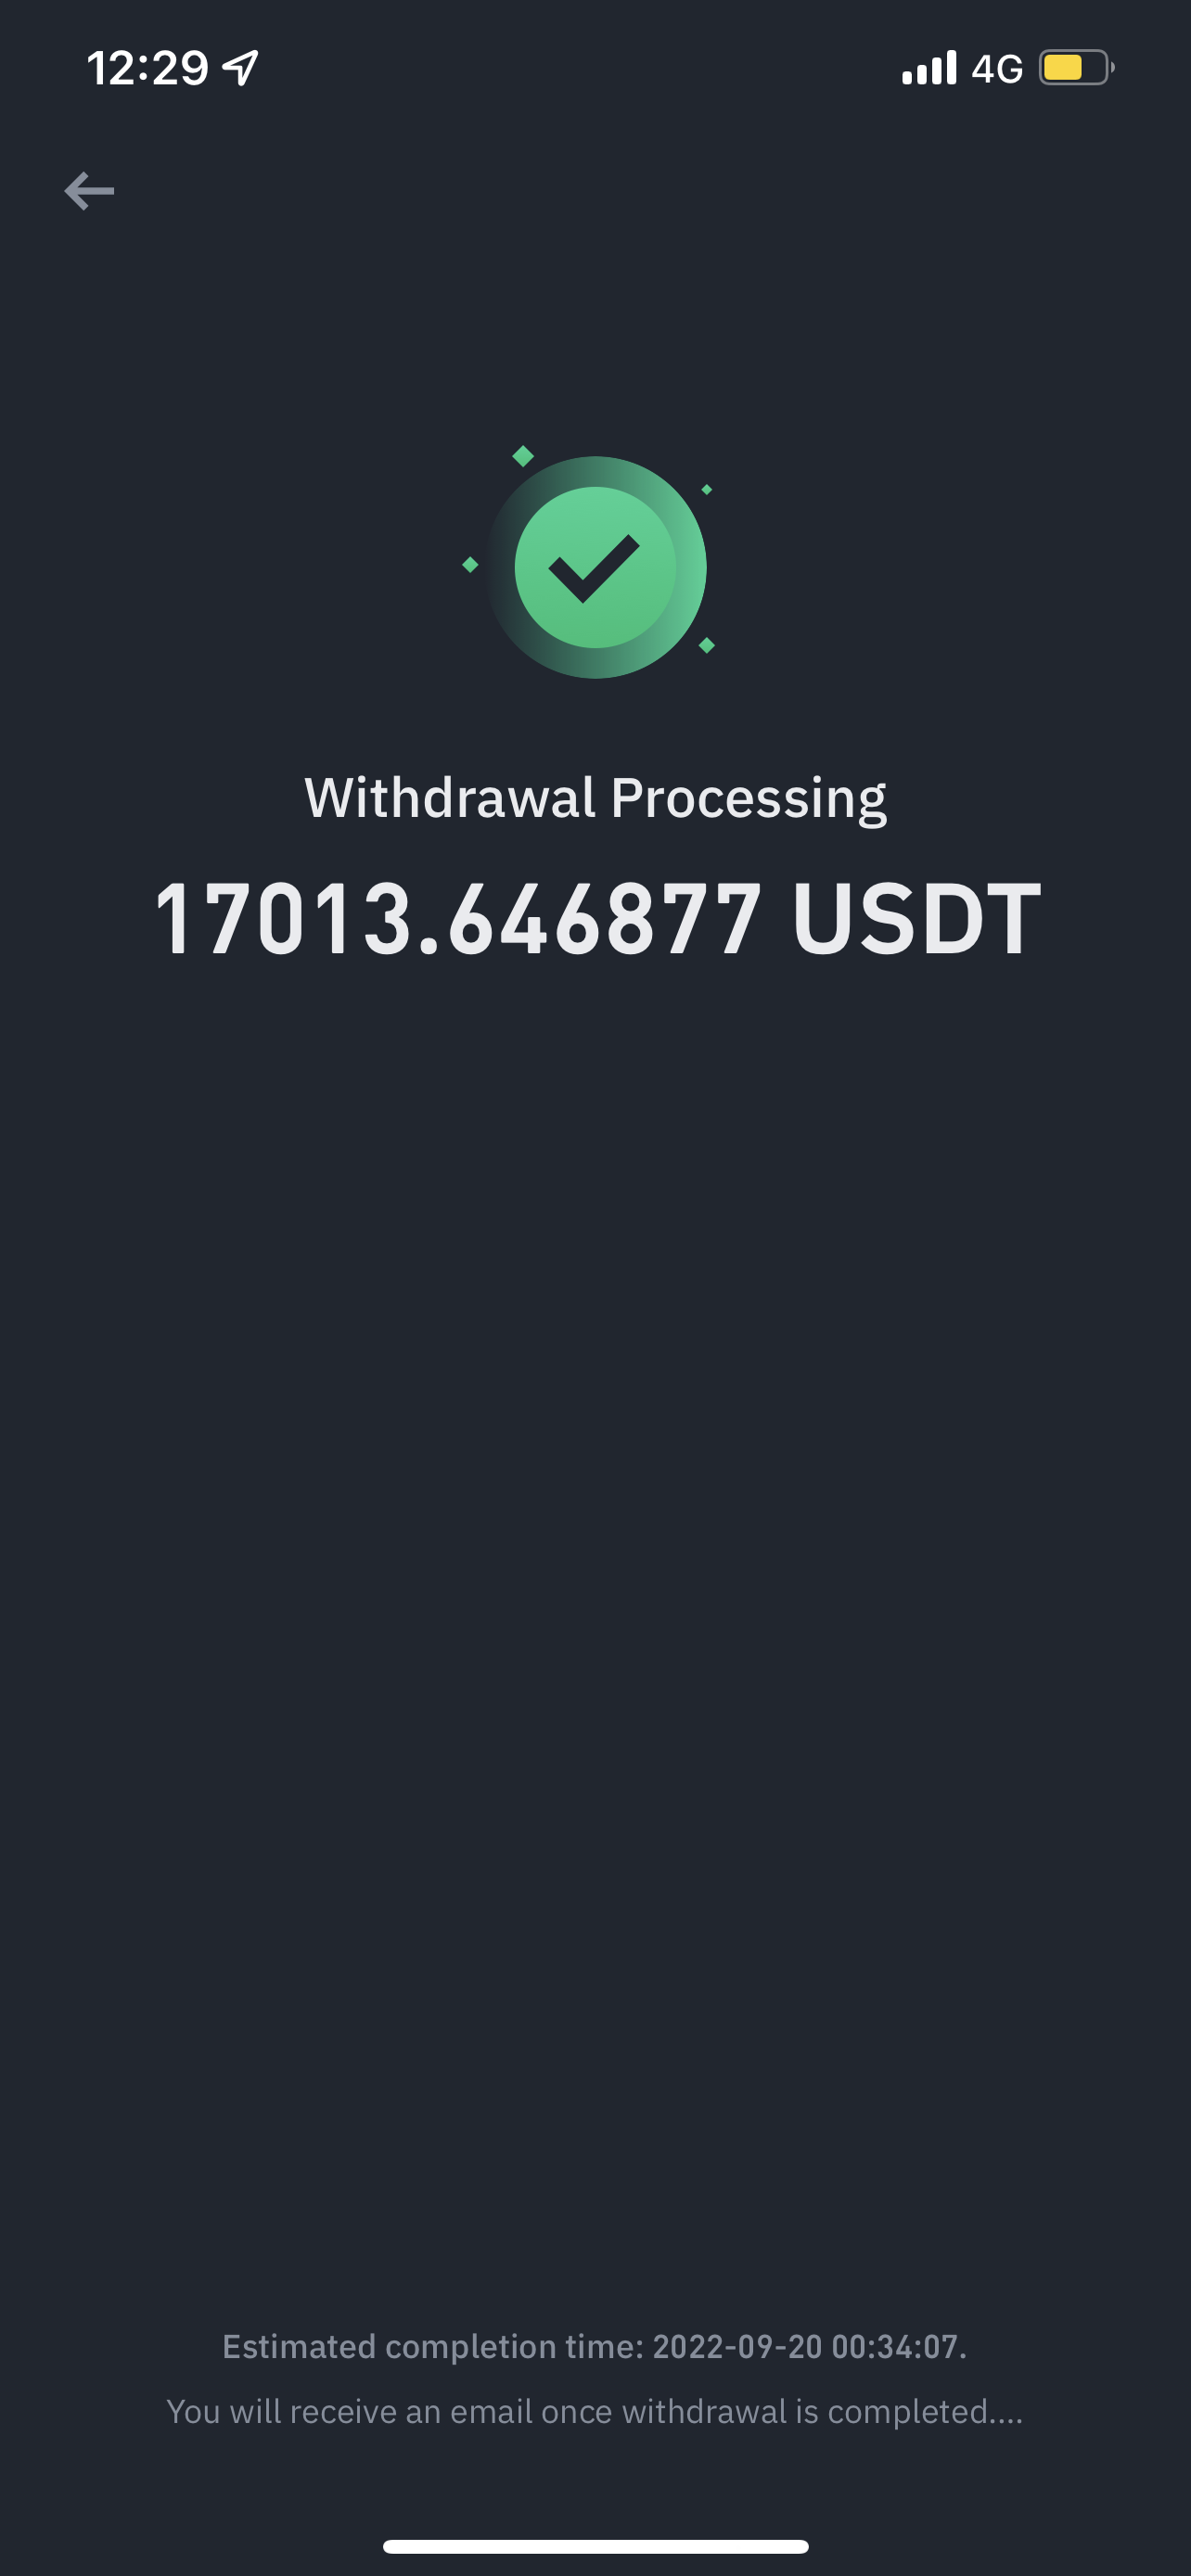 12:29
4G
Withdrawal Processing
17013.646877 USDT
Estimated completion time: 2022-09-20 00:34:07.
You will receive an email once withdrawal is completed....